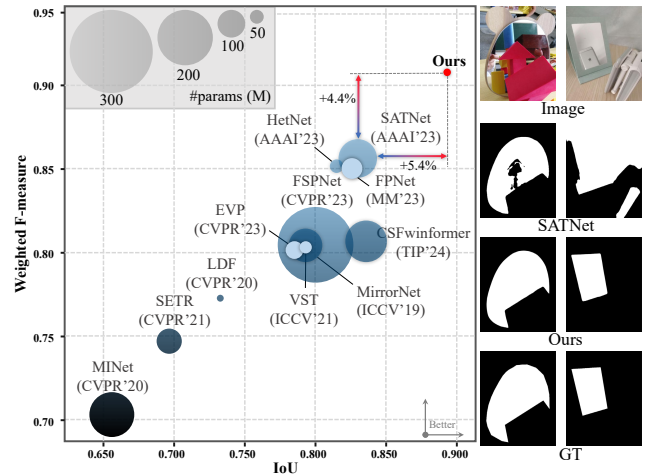 0.95
0.90
0.85
0.80
0.75
0.70
Weighted F-measure
300
200
100
50
#params (M)
Ours
+4.4%
+5.4%
HetNet
(AAAI'23)
SATNet
(AAAI'23)
FSPNet
(CVPR'23)
FPNet
(MM'23)
EVP
(CVPR'23)
CSFwinformer
(TIP'24)
LDF
(CVPR'20)
VST
(ICCV'21)
MirrorNet
(ICCV'19)
SETR
(CVPR'21)
MINet
(CVPR'20)
Better
0.650
0.700
0.750
0.800
0.850
0.900
IoU
Image
SATNet
Ours
GT